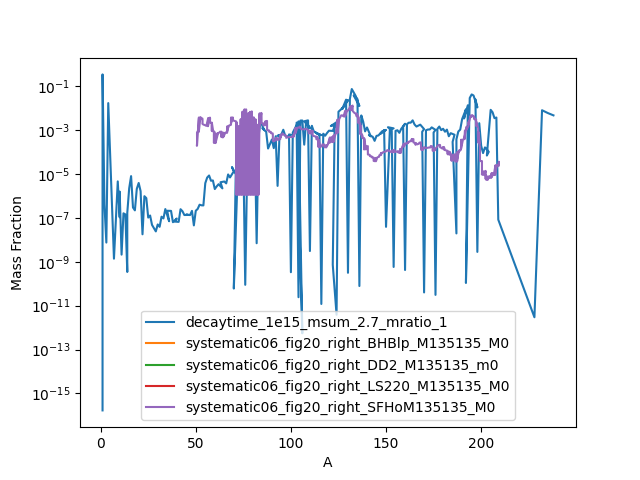 10⁻¹
10⁻³
10⁻⁵
10⁻⁷
10⁻⁹
10⁻¹¹
10⁻¹³
10⁻¹⁵
Mass Fraction
decaytime_1e15_msum_2.7_mratio_1
systematic06_fig20_right_BHBlp_M135135_M0
systematic06_fig20_right_DD2_M135135_m0
systematic06_fig20_right_LS220_M135135_M0
systematic06_fig20_right_SFHoM135135_M0
0 50 100 150 200
A